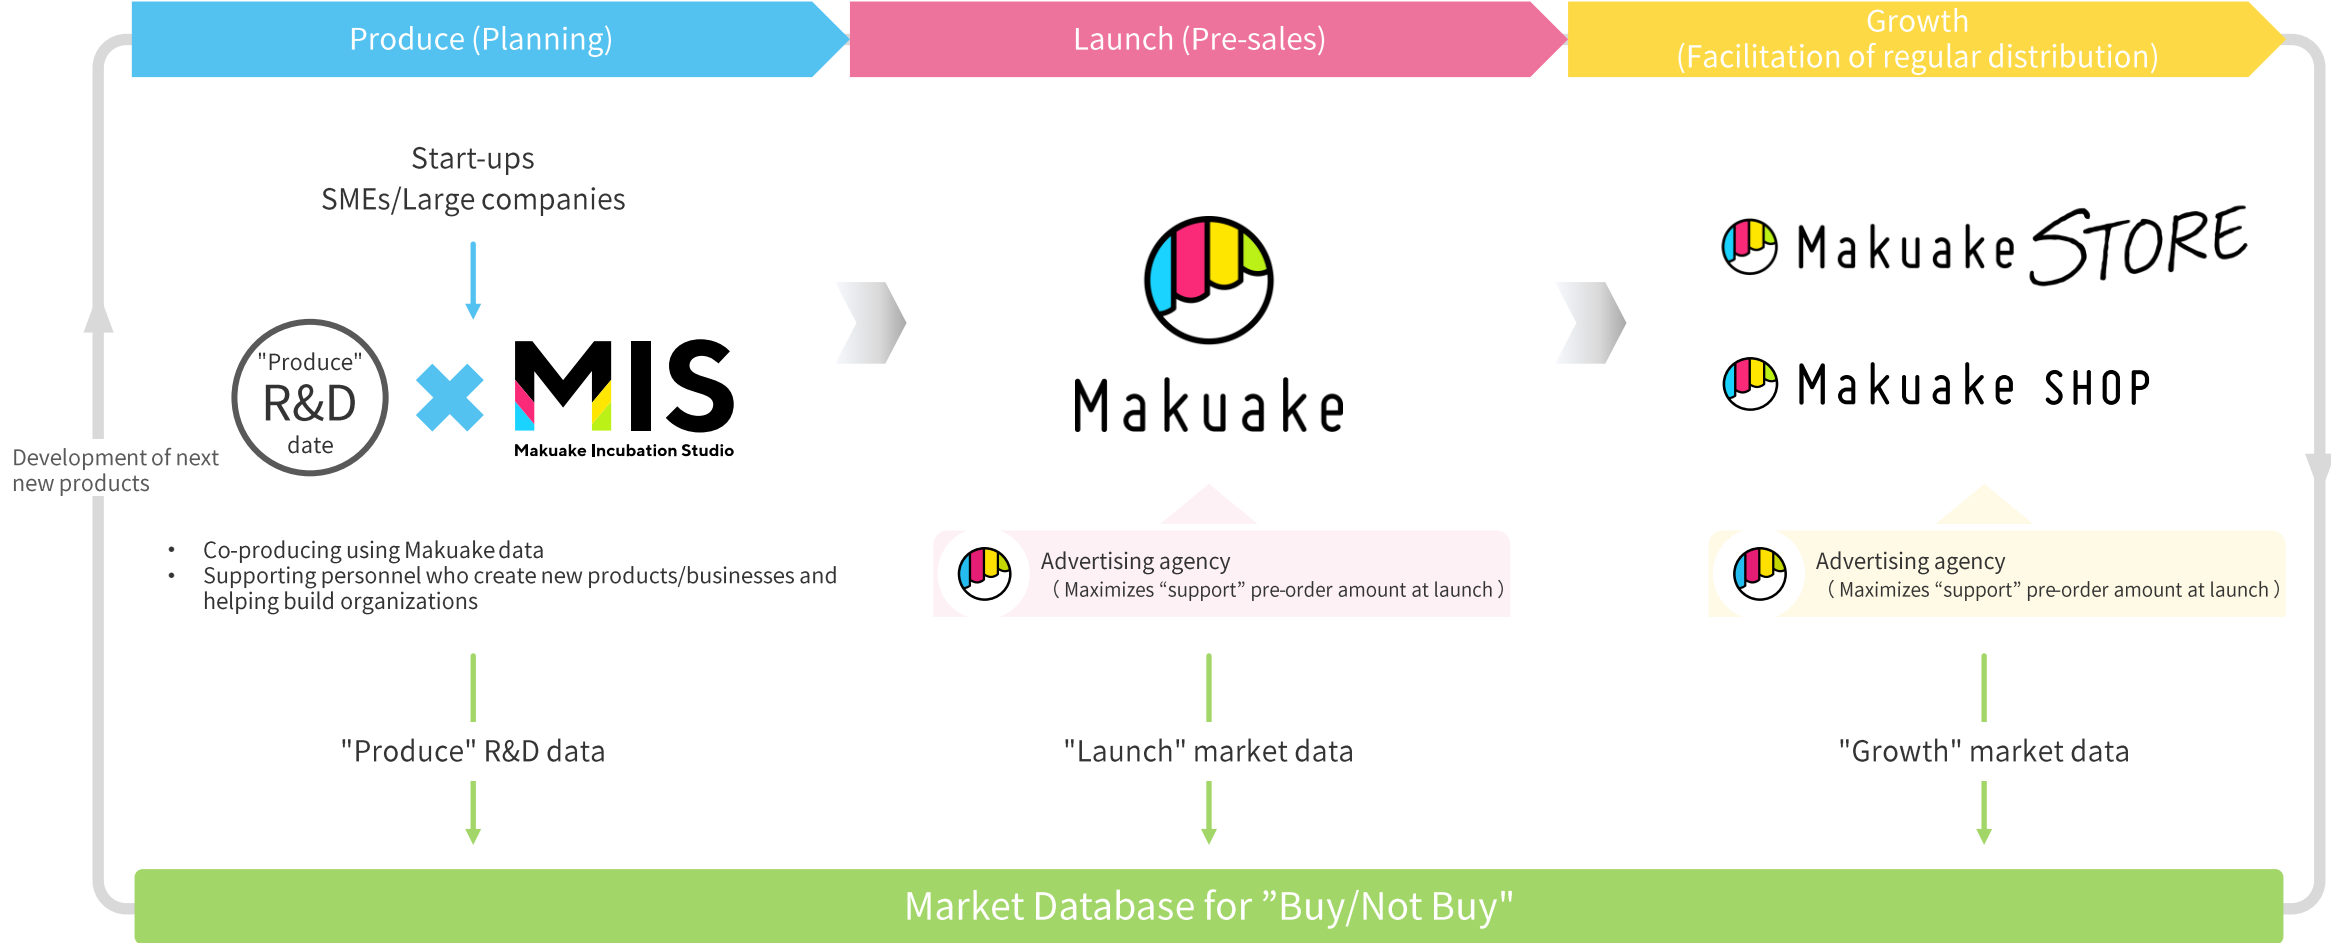 Produce (Planning)
Launch (Pre-sales)
Growth
(Facilitation of regular distribution)
Start-ups
SMEs/Large companies
"Produce"
R&D
date
MIS
Makuake Incubation Studio
Makuake
Makuake STORE
Makuake SHOP
Development of next
new products
• Co-producing using Makuake data
• Supporting personnel who create new products/businesses and
helping build organizations
Advertising agency
( Maximizes “support” pre-order amount at launch )
Advertising agency
( Maximizes “support” pre-order amount at launch )
"Produce" R&D data
"Launch" market data
"Growth" market data
Market Database for ”Buy/Not Buy"